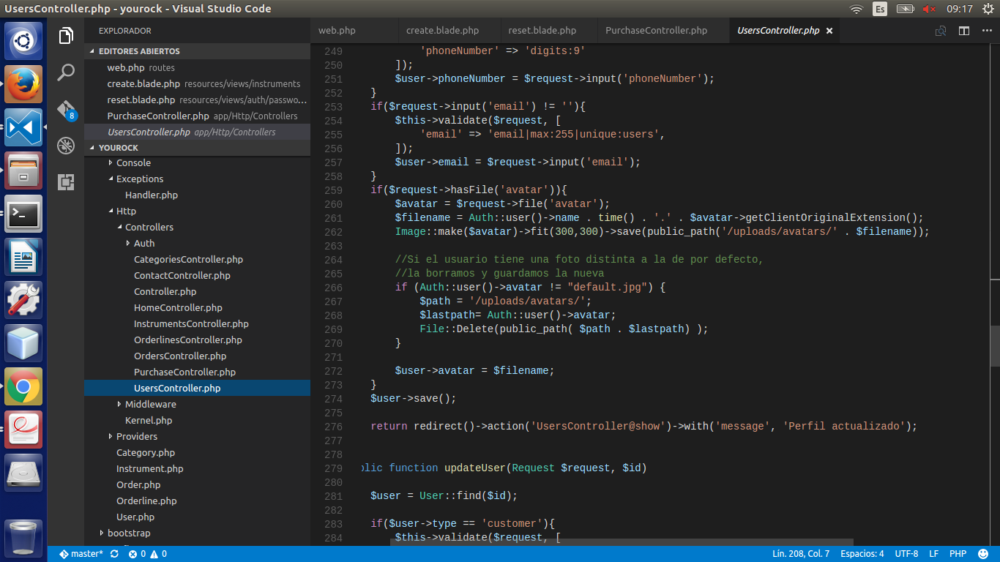 UsersController.php - yourock - Visual Studio Code
Es
09:17
EXPLORADOR
EDITORES ABIERTOS
web.php routes
create.blade.php resources/views/instruments
reset.blade.php resources/views/auth/passwo...
PurchaseController.php app/Http/Controllers
UsersController.php app/Http/Controllers
YOUROCK
Console
Exceptions
Handler.php
Http
Controllers
Auth
CategoriesController.php
ContactController.php
Controller.php
HomeController.php
InstrumentsController.php
OrderlinesController.php
OrdersController.php
PurchaseController.php
UsersController.php
Middleware
Kernel.php
Providers
Category.php
Instrument.php
Order.php
Orderline.php
User.php
bootstrap
8
web.php
create.blade.php
reset.blade.php
PurchaseController.php
UsersController.php
249 'phoneNumber' => 'digits:9'
250 ]);
251 $user->phoneNumber = $request->input('phoneNumber');
252 }
253 if($request->input('email') != ''){
254 $this->validate($request, [
255 'email' => 'email|max:255|unique:users',
256 ]);
257 $user->email = $request->input('email');
258 }
259 if($request->hasFile('avatar')){
260 $avatar = $request->file('avatar');
261 $filename = Auth::user()->name . time() . '.' . $avatar->getClientOriginalExtension();
262 Image::make($avatar)->fit(300,300)->save(public_path('/uploads/avatars/' . $filename));
263
264 //Si el usuario tiene una foto distinta a la de por defecto,
265 //la borramos y guardamos la nueva
266 if (Auth::user()->avatar != "default.jpg") {
267 $path = '/uploads/avatars/';
268 $lastpath= Auth::user()->avatar;
269 File::Delete(public_path( $path . $lastpath) );
270 }
271
272 $user->avatar = $filename;
273 }
274 $user->save();
275
276 return redirect()->action('UsersController@show')->with('message', 'Perfil actualizado');
277
278
279 blic function updateUser(Request $request, $id)
280
281 $user = User::find($id);
282
283 if($user->type == 'customer'){
284 $this->validate($request, [
master* 0 0
Lín. 208, Col. 7
Espacios: 4
UTF-8
LF
PHP